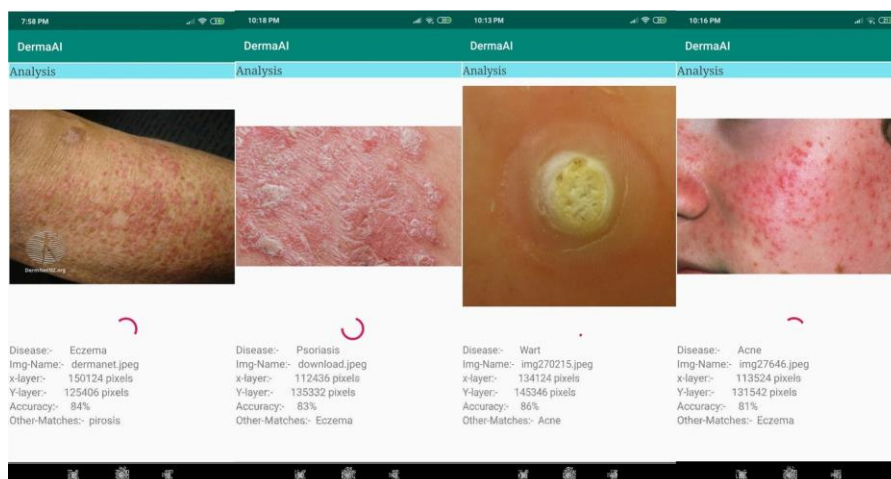 7:58 PM
DermaAI
Analysis
DermNetNZ.org
Disease:- Eczema
Img-Name:- dermanet.jpeg
x-layer:- 150124 pixels
Y-layer:- 125406 pixels
Accuracy:- 84%
Other-Matches:- pirosis
10:18 PM
DermaAI
Analysis
Disease:- Psoriasis
Img-Name:- download.jpeg
x-layer:- 112436 pixels
Y-layer:- 135332 pixels
Accuracy:- 83%
Other-Matches:- Eczema
10:13 PM
DermaAI
Analysis
Disease:- Wart
Img-Name:- img270215.jpeg
x-layer:- 134124 pixels
Y-layer:- 145346 pixels
Accuracy:- 86%
Other-Matches:- Acne
10:16 PM
DermaAI
Analysis
Disease:- Acne
Img-Name:- img27646.jpeg
x-layer:- 113524 pixels
Y-layer:- 131542 pixels
Accuracy:- 81%
Other-Matches:- Eczema